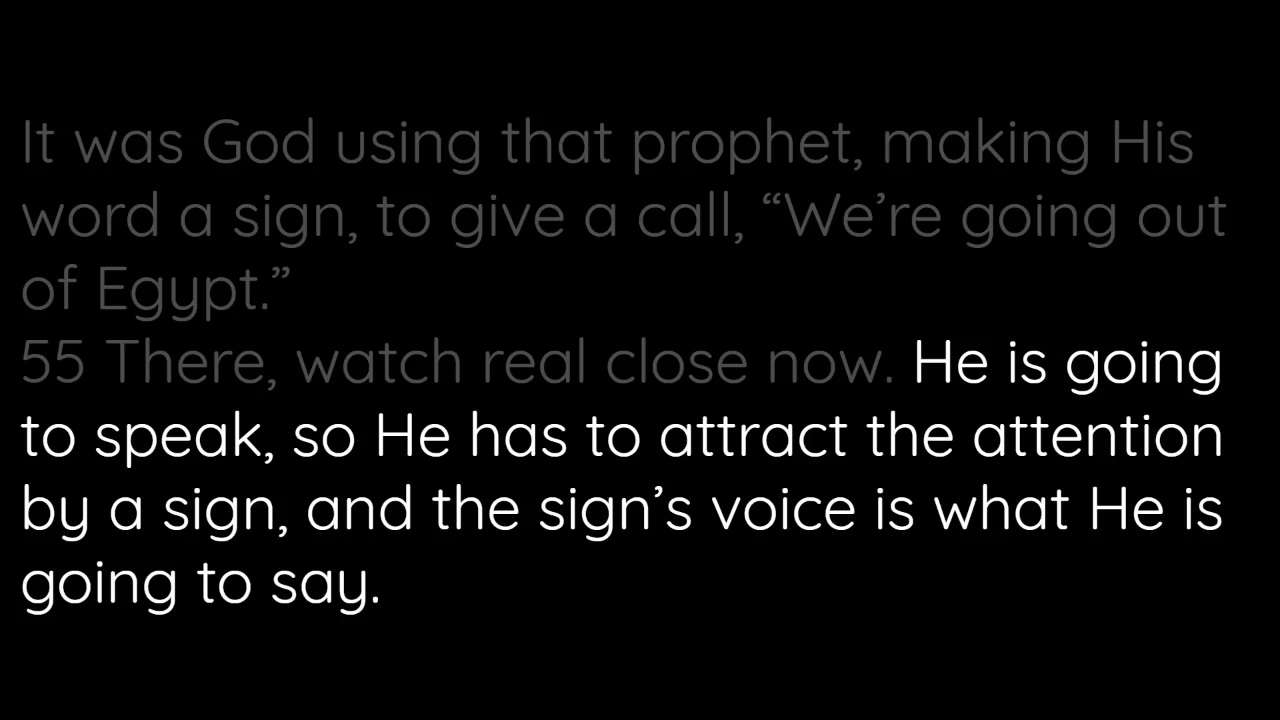 It was God using that prophet, making His
word a sign, to give a call, “We’re going out
of Egypt.”
55 There, watch real close now. He is going
to speak, so He has to attract the attention
by a sign, and the sign’s voice is what He is
going to say.